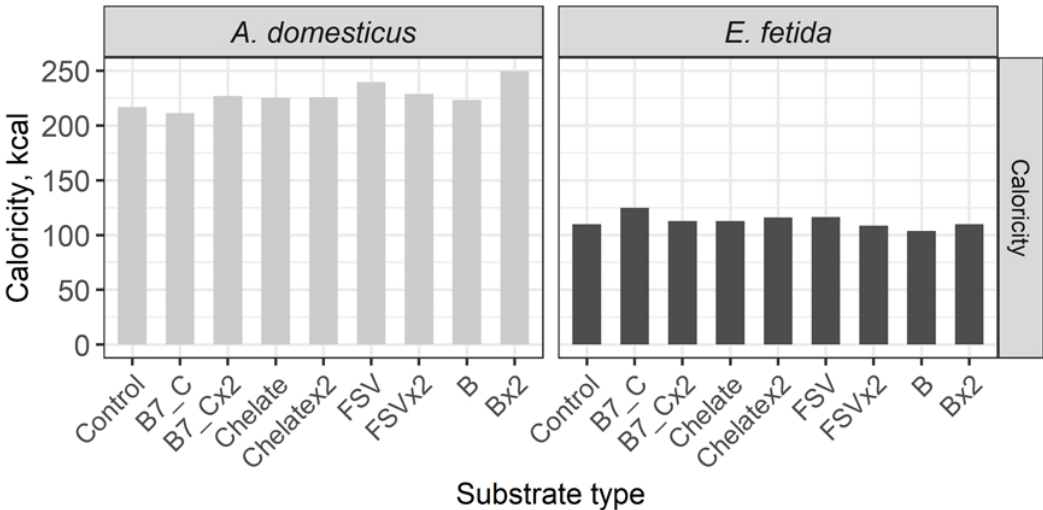 A. domesticus
E. fetida
Caloricity, kcal
250
200
150
100
50
0
Caloricity
Control
B7_C
B7_Cx2
Chelate
Chelatex2
FSV
FSVx2
B
Bx2
Control
B7_C
B7_Cx2
Chelate
Chelatex2
FSV
FSVx2
B
Bx2
Substrate type